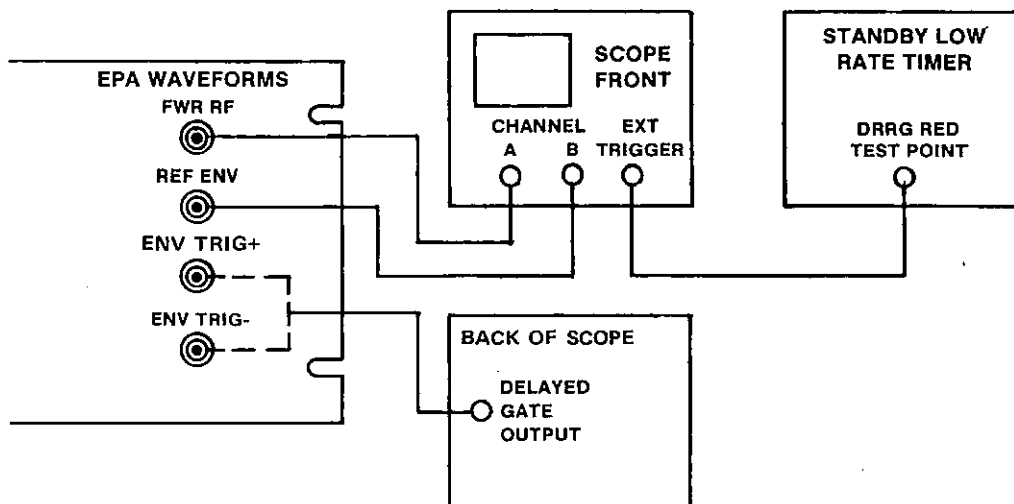 EPA WAVEFORMS
FWR RF
REF ENV
ENV TRIG+
ENV TRIG-
SCOPE
FRONT
CHANNEL
A B
EXT
TRIGGER
STANDBY LOW
RATE TIMER
DRRG RED
TEST POINT
BACK OF SCOPE
DELAYED
GATE
OUTPUT